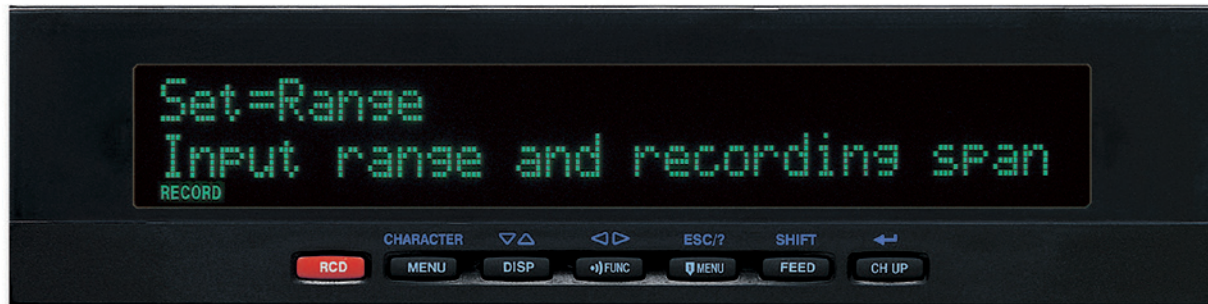 Set=Range
Input range and recording span
RECORD
CHARACTER ▽△ ◁▷ ESC/? SHIFT ↵
RCD MENU DISP •))FUNC MENU FEED CH UP